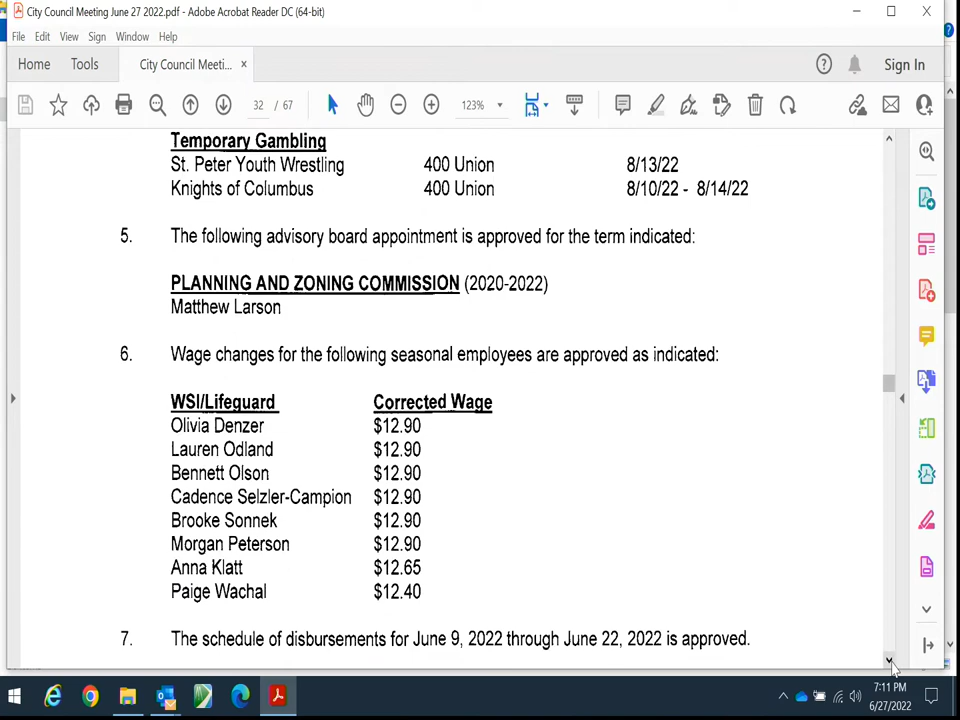 City Council Meeting June 27 2022.pdf - Adobe Acrobat Reader DC (64-bit)
File Edit View Sign Window Help
Home Tools City Council Meeti... × Sign In
32 / 67 123%
Temporary Gambling
St. Peter Youth Wrestling 400 Union 8/13/22
Knights of Columbus 400 Union 8/10/22 - 8/14/22
5. The following advisory board appointment is approved for the term indicated:
PLANNING AND ZONING COMMISSION (2020-2022)
Matthew Larson
6. Wage changes for the following seasonal employees are approved as indicated:
WSI/Lifeguard Corrected Wage
Olivia Denzer $12.90
Lauren Odland $12.90
Bennett Olson $12.90
Cadence Selzler-Campion $12.90
Brooke Sonnek $12.90
Morgan Peterson $12.90
Anna Klatt $12.65
Paige Wachal $12.40
7. The schedule of disbursements for June 9, 2022 through June 22, 2022 is approved.
7:11 PM
6/27/2022